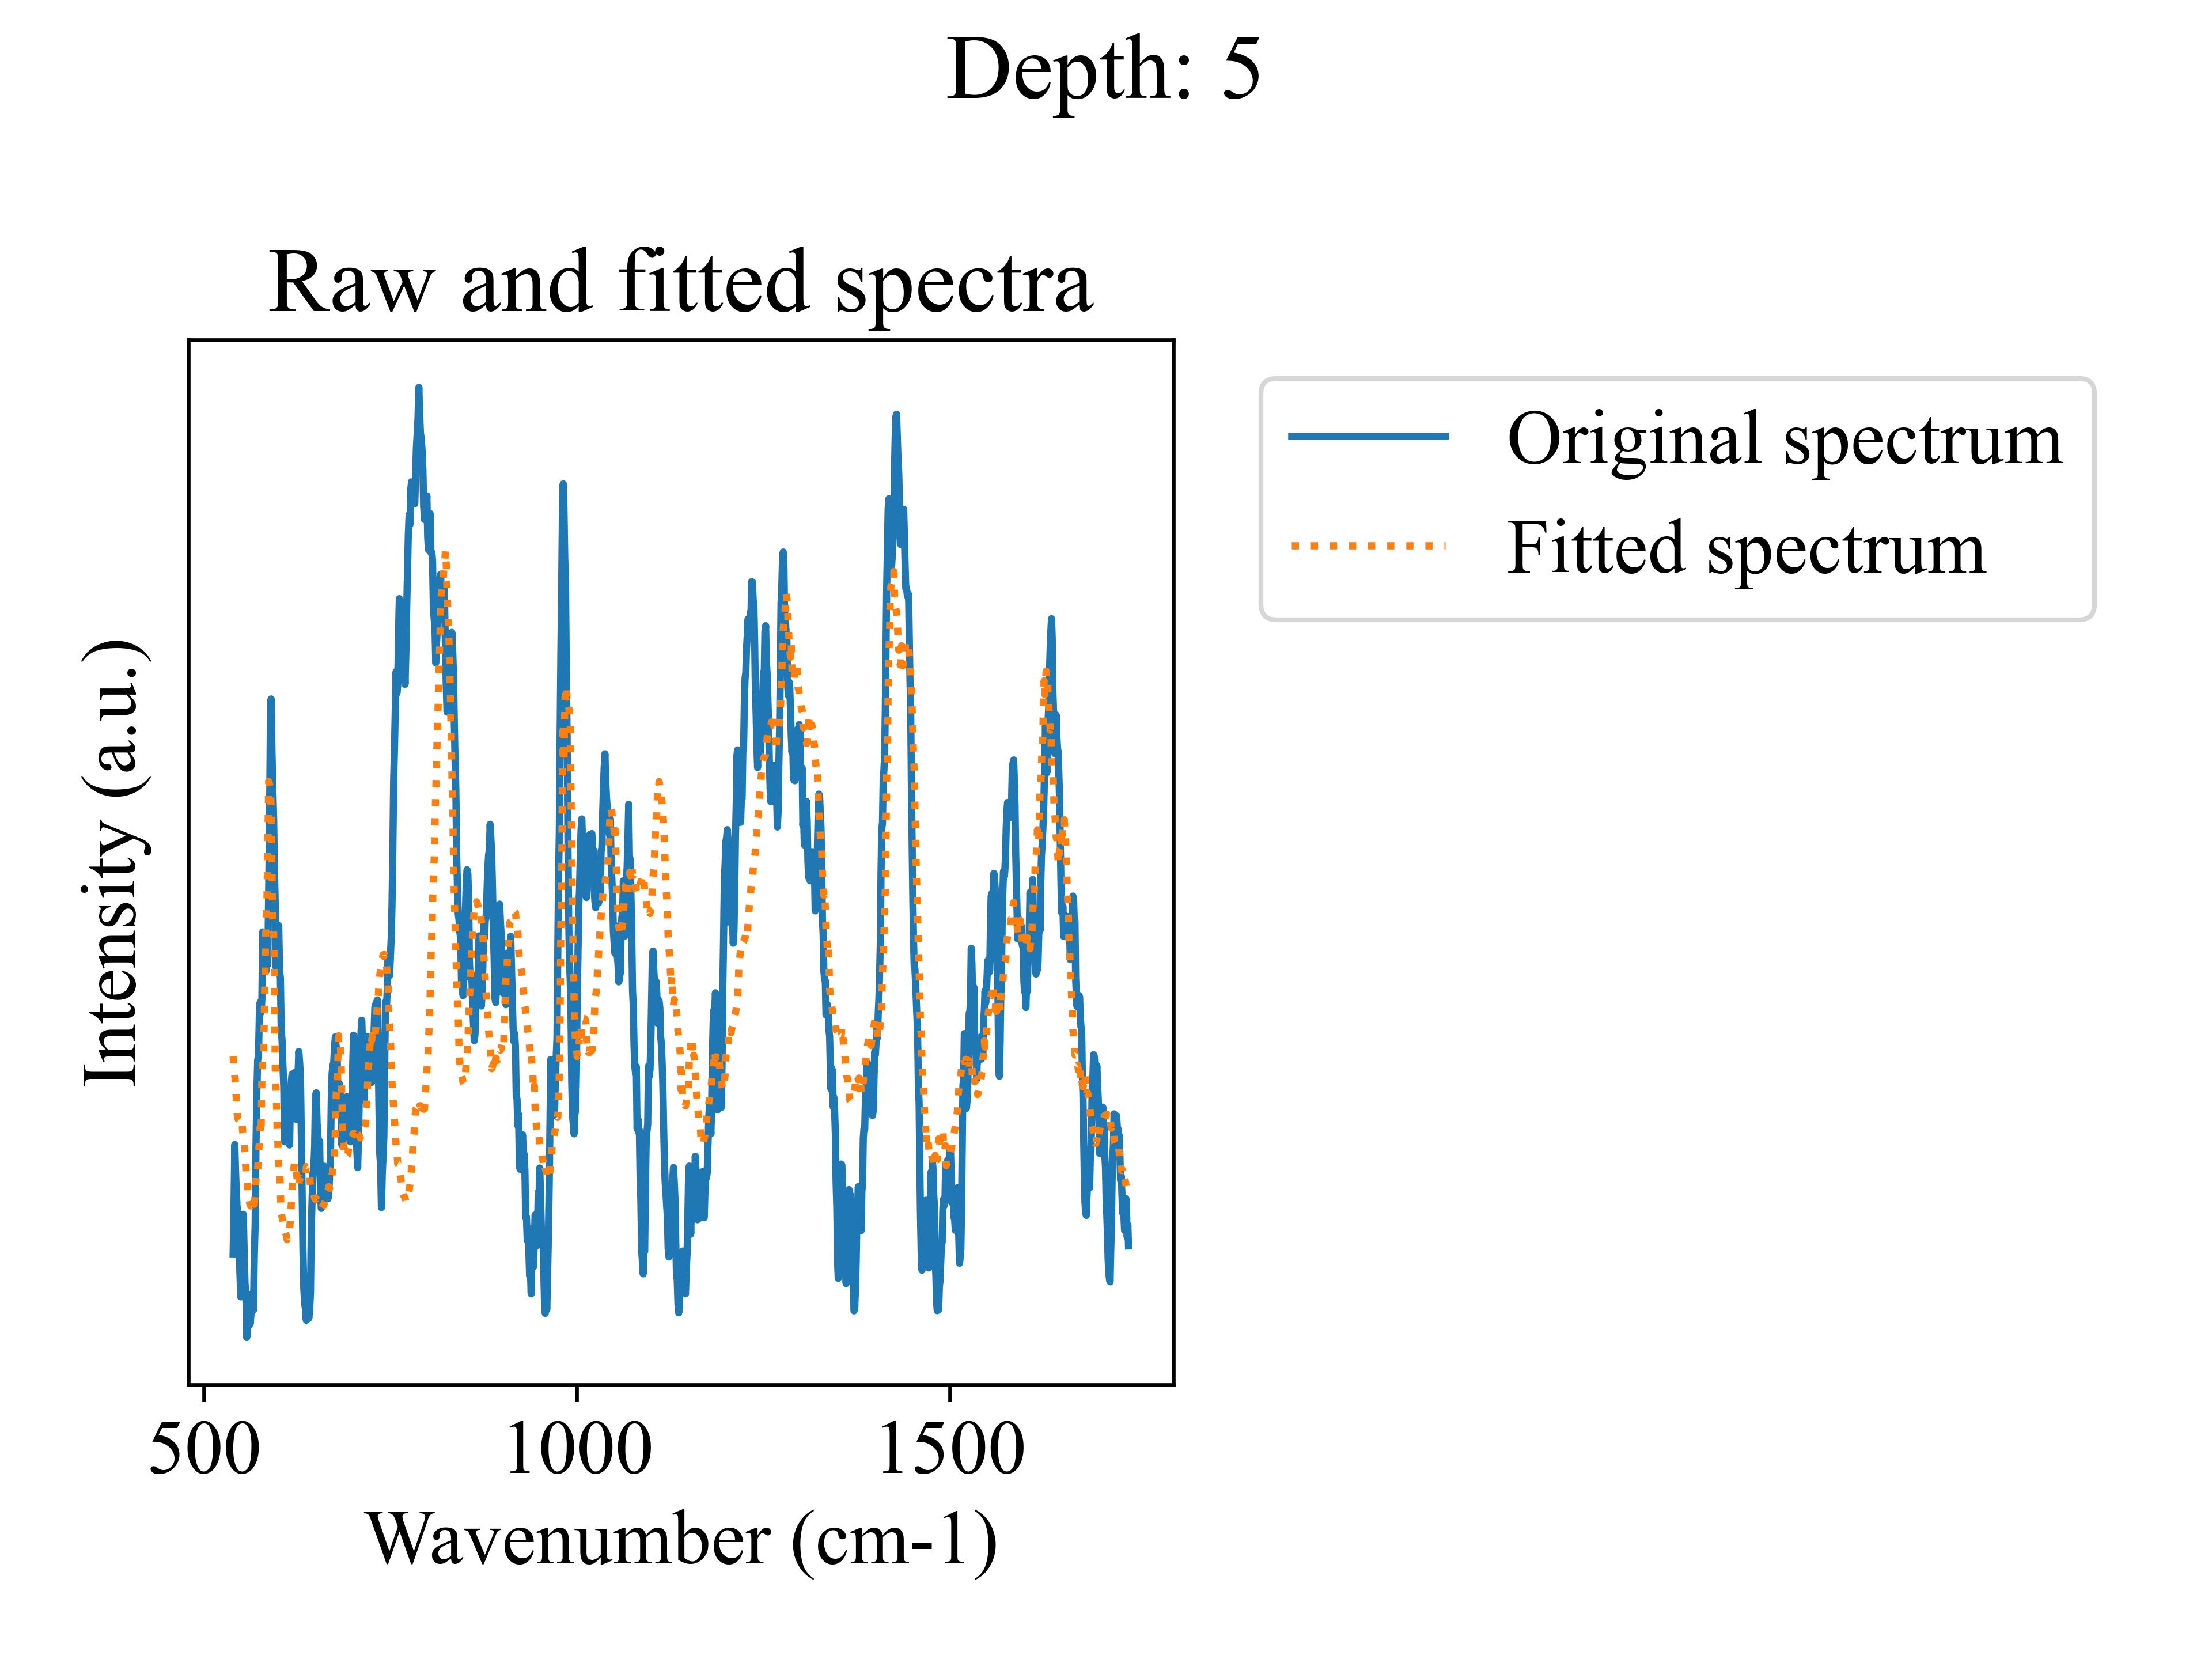 Depth: 5
Raw and fitted spectra
Original spectrum
Fitted spectrum
Intensity (a.u.)
500 1000 1500
Wavenumber (cm-1)